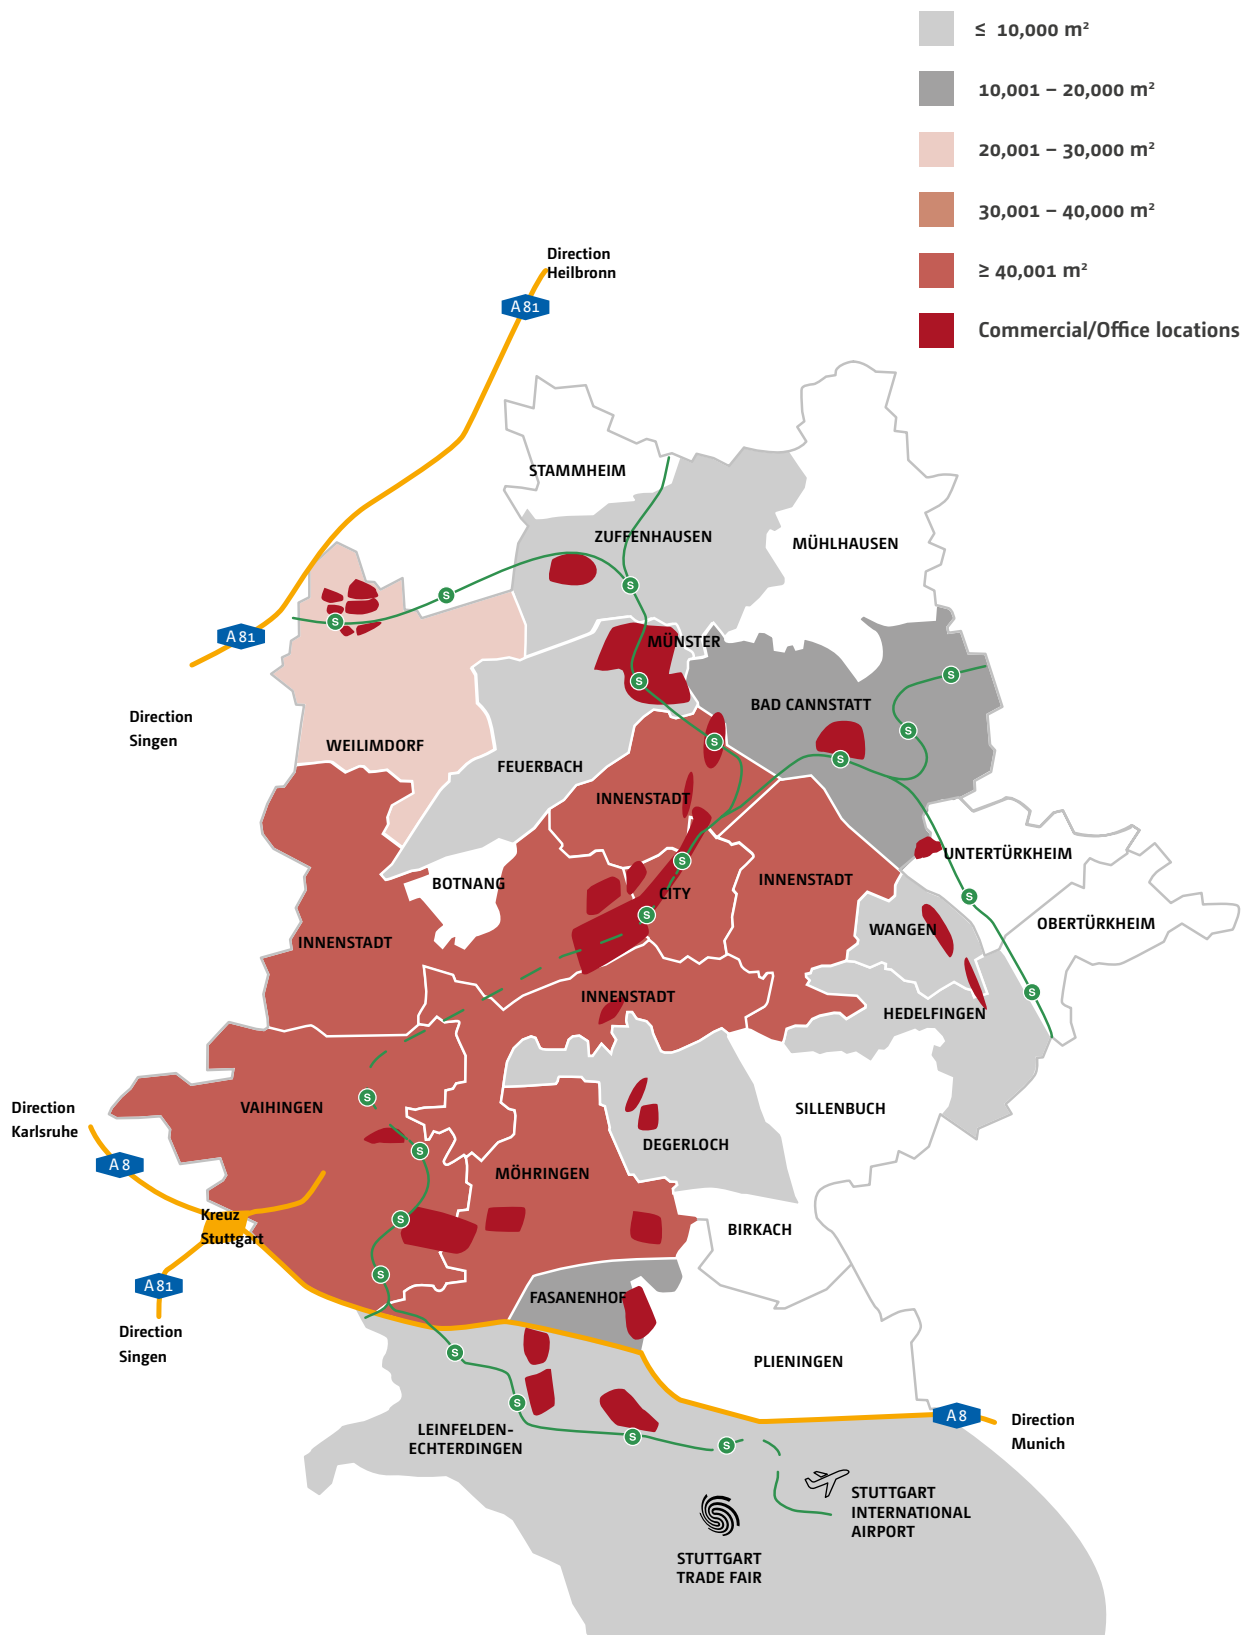 ≤ 10,000 m²
10,001 – 20,000 m²
20,001 – 30,000 m²
30,001 – 40,000 m²
≥ 40,001 m²
Commercial/Office locations
Direction
Heilbronn
A 81
STAMMHEIM
ZUFFENHAUSEN
MÜHLHAUSEN
S
S
S
A 81
MÜNSTER
S
S
Direction
Singen
BAD CANNSTATT
WEILIMDORF
S
S
S
FEUERBACH
INNENSTADT
UNTERTÜRKHEIM
S
BOTNANG
CITY
INNENSTADT
S
S
WANGEN
OBERTÜRKHEIM
INNENSTADT
INNENSTADT
S
HEDELFINGEN
S
Direction
Karlsruhe
VAIHINGEN
SILLENBUCH
DEGERLOCH
S
A 8
MÖHRINGEN
Kreuz
Stuttgart
S
BIRKACH
S
A 81
FASANENHOF
Direction
Singen
S
PLIENINGEN
S
A 8
Direction
Munich
LEINFELDEN-
ECHTERDINGEN
S
S
STUTTGART
INTERNATIONAL
AIRPORT
STUTTGART
TRADE FAIR